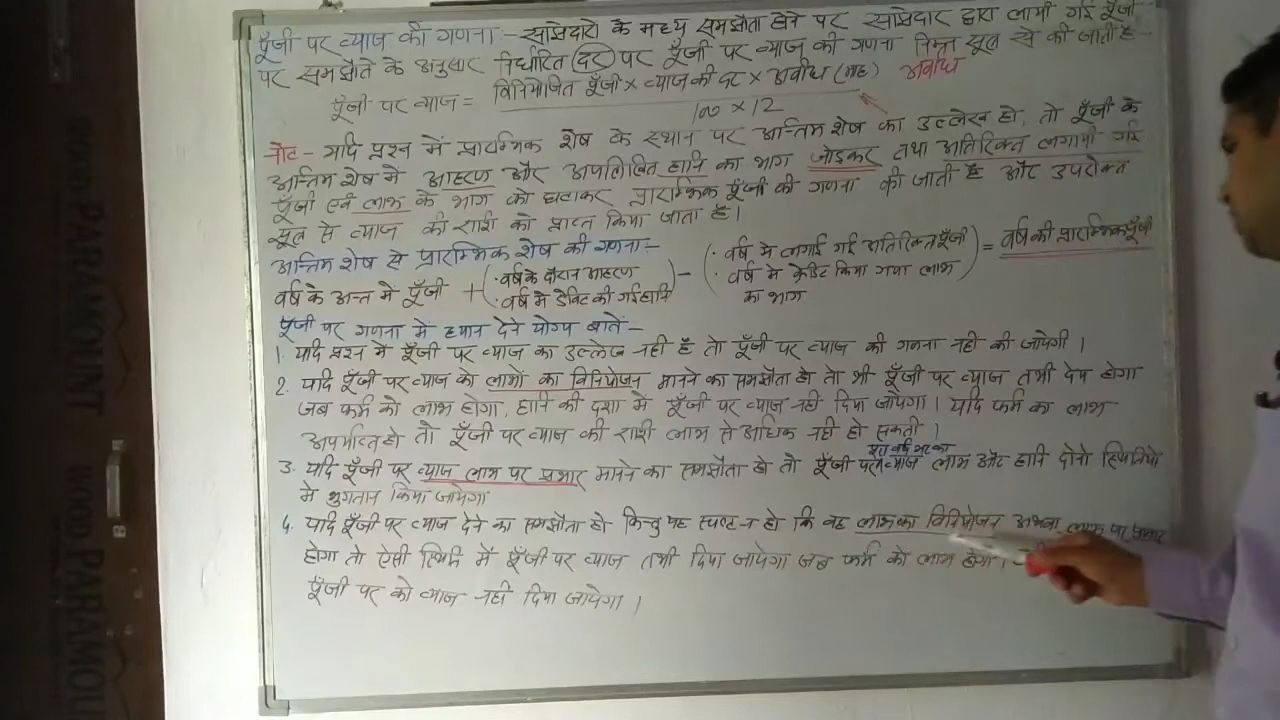 पूँजी पर व्याज की गणना :- साझेदारो के मध्य समझौता होने पर साझेदार द्वारा लायी गई पूँजी
पर समझौते के अनुसार निर्धारित दर पर पूँजी पर व्याज की गणना निम्न सूत्र से की जाती है -
पूँजी पर व्याज = विनियोजित पूँजी × व्याज की दर × अवधि (माह) अवधि
100 × 12
नोट - यदि प्रश्न में प्रारम्भिक शेष के स्थान पर अन्तिम शेष का उल्लेख हो, तो पूँजी के
अन्तिम शेष में आहरण और अपलिखित हानि का भाग जोड़कर तथा अतिरिक्त लगायी गई
पूँजी एवं लाभ के भाग को घटाकर प्रारम्भिक पूँजी की गणना की जाती है और उपरोक्त
सूत्र से व्याज की राशी को प्राप्त किया जाता है।
अन्तिम शेष से प्रारम्भिक शेष की गणना :-
वर्ष के अन्त मे पूँजी + ( · वर्ष के दौरान आहरण · वर्ष मे डेबिट की गई हानि ) - ( · वर्ष मे लगाई गई अतिरिक्त पूँजी · वर्ष मे क्रेडिट किया गया लाभ का भाग ) = वर्ष की प्रारम्भिक पूँजी
पूँजी पर गणना में ध्यान देने योग्य बातें -
1. यदि प्रश्न मे पूँजी पर व्याज का उल्लेख नही है तो पूँजी पर व्याज की गणना नही की जायेगी ।
2. यदि पूँजी पर व्याज को लाभों का विनियोजन मानने का समझौता हो तो भी पूँजी पर व्याज तभी देय होगा
जब फर्म को लाभ होगा, हानि की दशा मे पूँजी पर व्याज नही दिया जायेगा । यदि फर्म का लाभ
अपर्याप्त हो तो पूँजी पर व्याज की राशी लाभ से अधिक नही हो सकती ।
3. यदि पूँजी पर व्याज लाभ पर प्रभार मानने का समझौता हो तो पूँजी पर व्याज लाभ और हानि दोनो स्थितियो
मे भुगतान किया जायेगा
4. यदि पूँजी पर व्याज देने का समझौता हो किन्तु यह स्पष्ट न हो कि वह लाभ का विनियोजन अथवा लाभ पर प्रभार
होगा तो ऐसी स्थिति में पूँजी पर व्याज तभी दिया जायेगा जब फर्म को लाभ होगा ।
पूँजी पर को व्याज नही दिया जायेगा ।
WOOD PARAMOUNT
WOOD PARAMOU